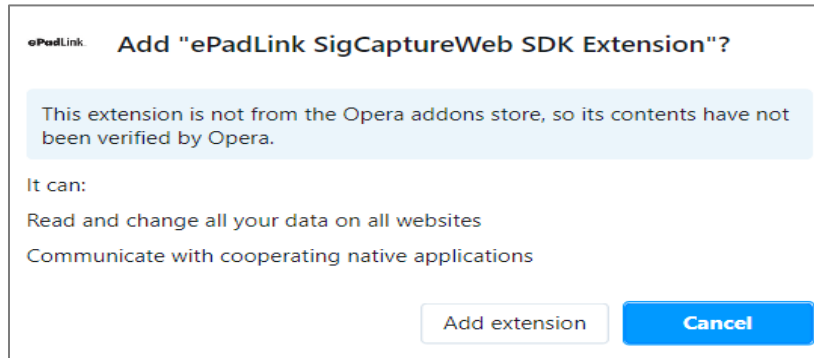 ePadLink
Add "ePadLink SigCaptureWeb SDK Extension"?
This extension is not from the Opera addons store, so its contents have not
been verified by Opera.
It can:
Read and change all your data on all websites
Communicate with cooperating native applications
Add extension
Cancel